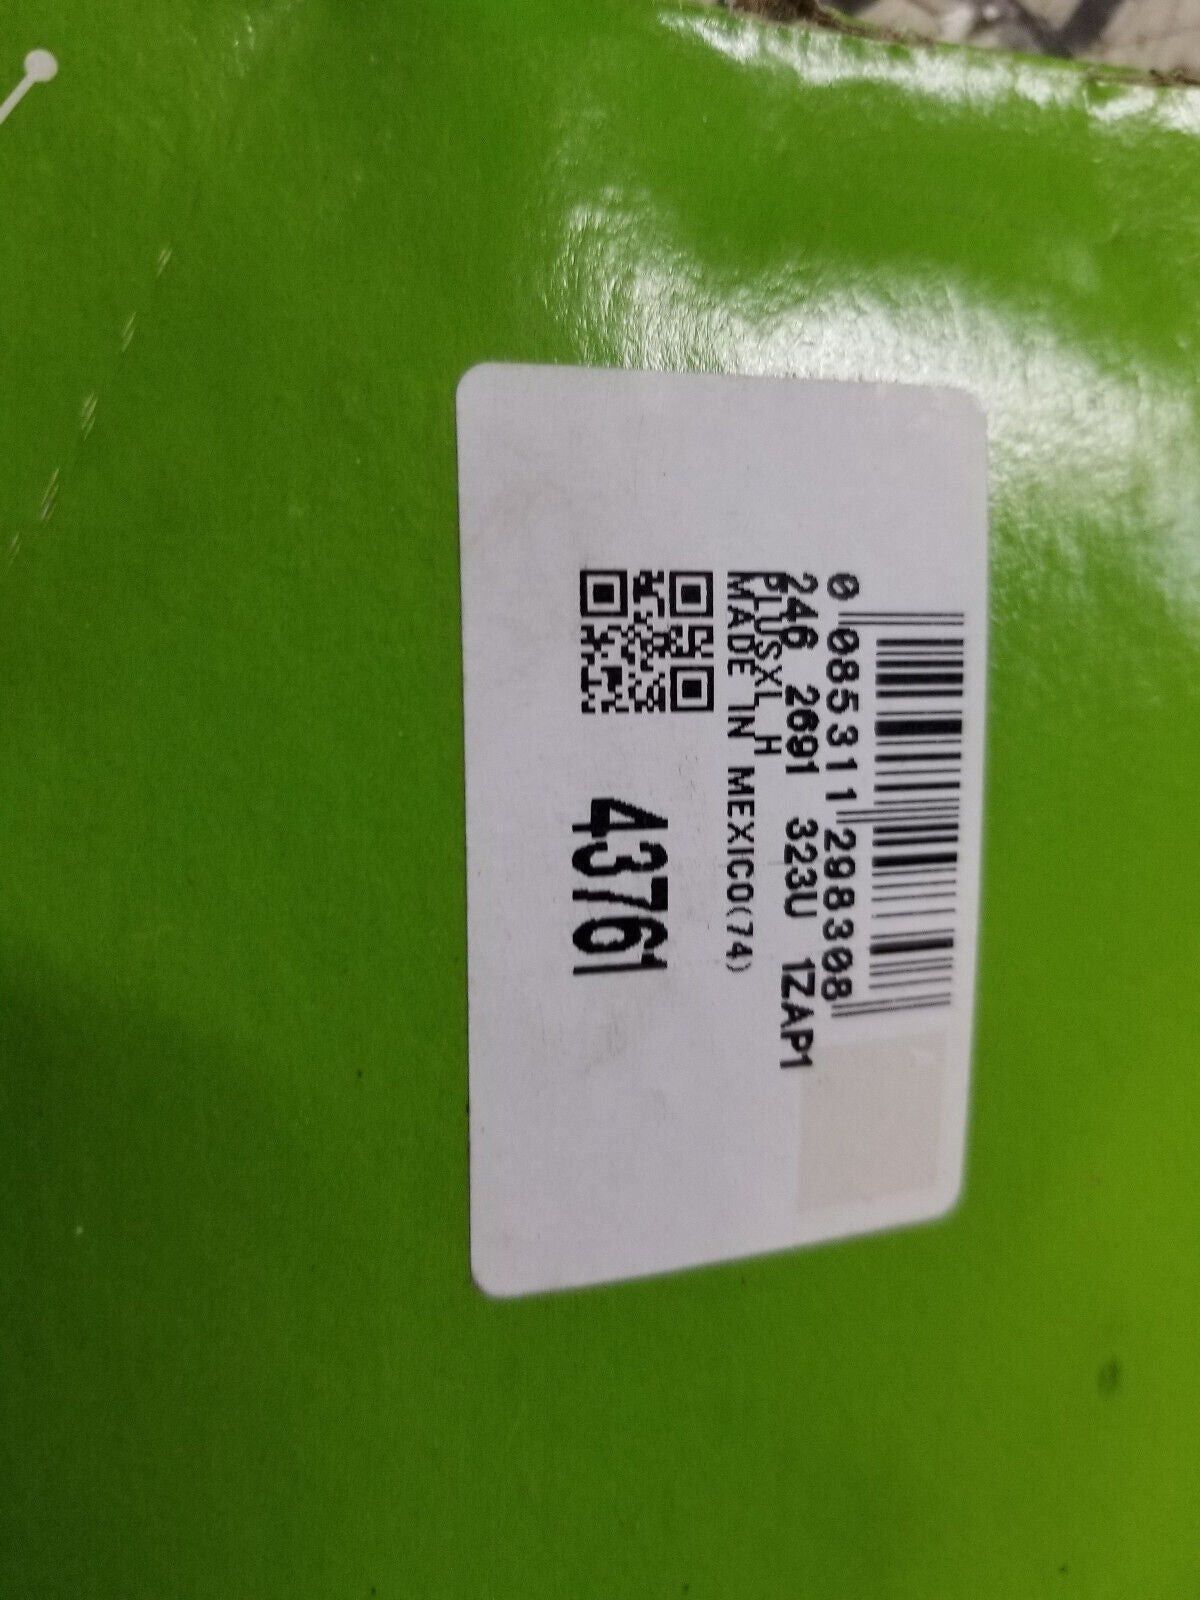 0 085311 298308
246 2691 323U 1ZAP1
PLUSXL H
MADE IN MEXICO(74)
43761